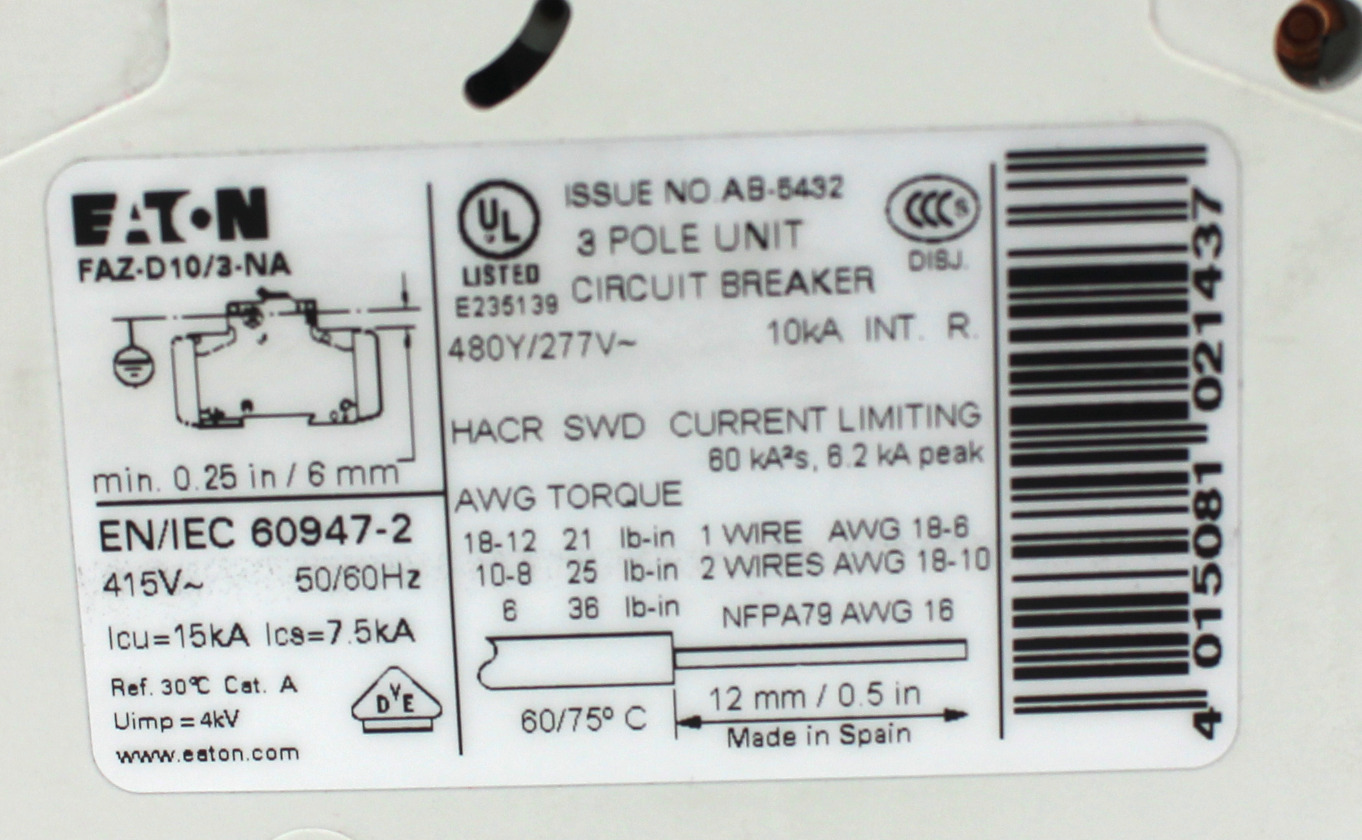 EATON
FAZ-D10/3-NA
min. 0.25 in / 6 mm
EN/IEC 60947-2
415V~ 50/60Hz
Icu=15kA Ics=7.5kA
Ref. 30°C Cat. A
Uimp = 4kV
www.eaton.com
DVE
UL
LISTED
E235139
ISSUE NO. AB-5432
3 POLE UNIT
CIRCUIT BREAKER
CCC S
DISJ.
480Y/277V~ 10kA INT. R.
HACR SWD CURRENT LIMITING
60 kA²s, 6.2 kA peak
AWG TORQUE
18-12 21 lb-in 1 WIRE AWG 18-6
10-8 25 lb-in 2 WIRES AWG 18-10
6 36 lb-in NFPA79 AWG 16
60/75° C
12 mm / 0.5 in
Made in Spain
4 015081 021437